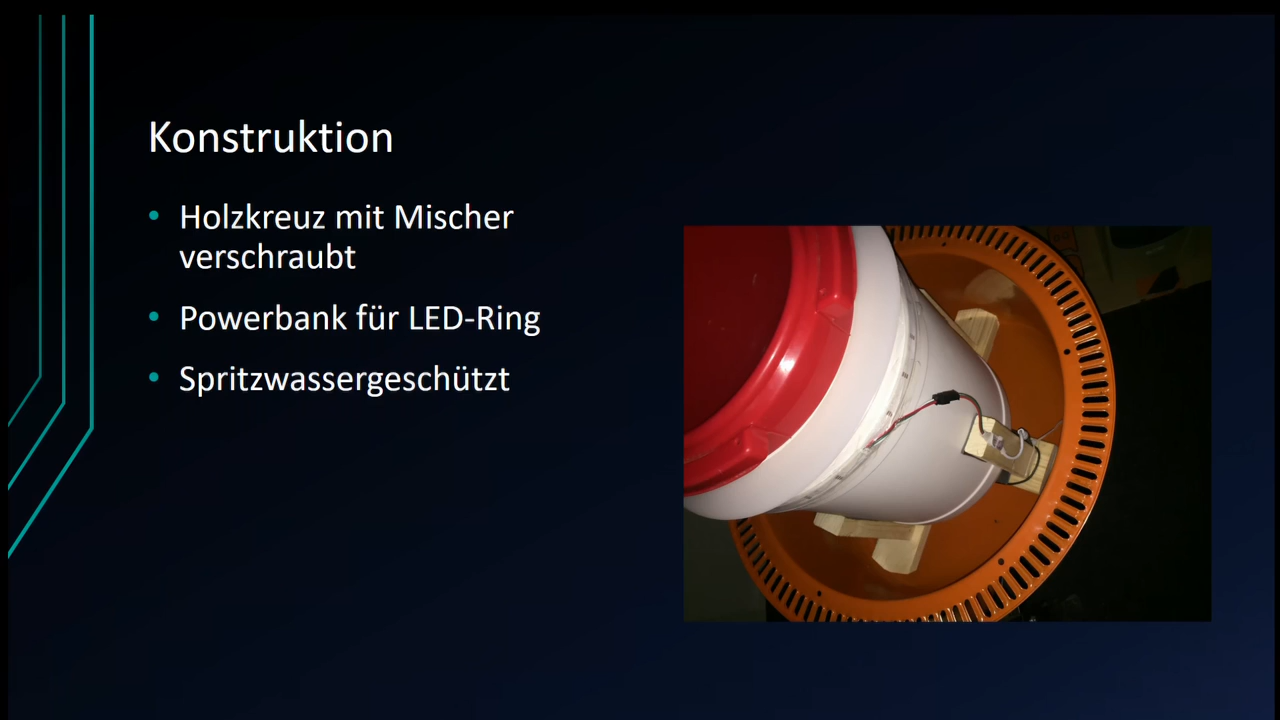 Konstruktion
• Holzkreuz mit Mischer
verschraubt
• Powerbank für LED-Ring
• Spritzwassergeschützt